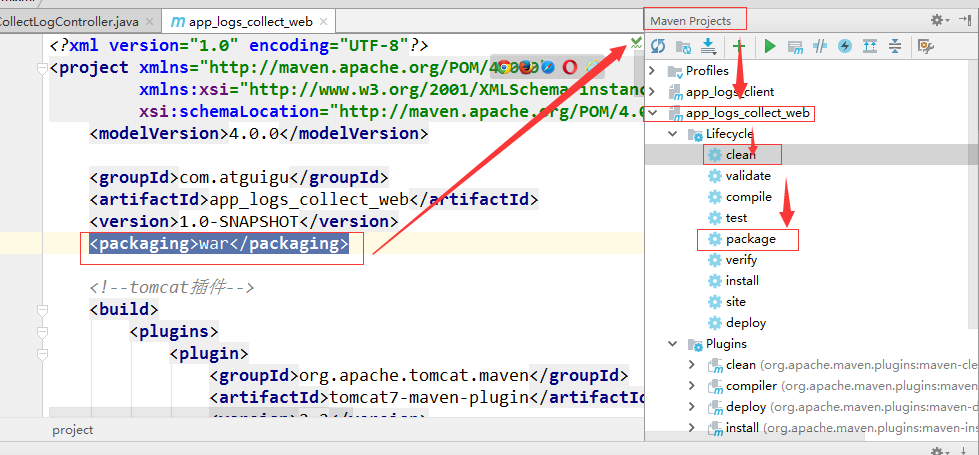 CollectLogController.java
app_logs_collect_web
<?xml version="1.0" encoding="UTF-8"?>
<project xmlns="http://maven.apache.org/POM/4.0.0"
xmlns:xsi="http://www.w3.org/2001/XMLSchema-instance
xsi:schemaLocation="http://maven.apache.org/POM/4.0
<modelVersion>4.0.0</modelVersion>
<groupId>com.atguigu</groupId>
<artifactId>app_logs_collect_web</artifactId>
<version>1.0-SNAPSHOT</version>
<packaging>war</packaging>
<!--tomcat插件-->
<build>
<plugins>
<plugin>
<groupId>org.apache.tomcat.maven</groupId>
<artifactId>tomcat7-maven-plugin</artifactId
project
Maven Projects
Profiles
app_logs_client
app_logs_collect_web
Lifecycle
clean
validate
compile
test
package
verify
install
site
deploy
Plugins
clean (org.apache.maven.plugins:maven-cle
compiler (org.apache.maven.plugins:maven
deploy (org.apache.maven.plugins:maven-d
install (org.apache.maven.plugins:maven-ins